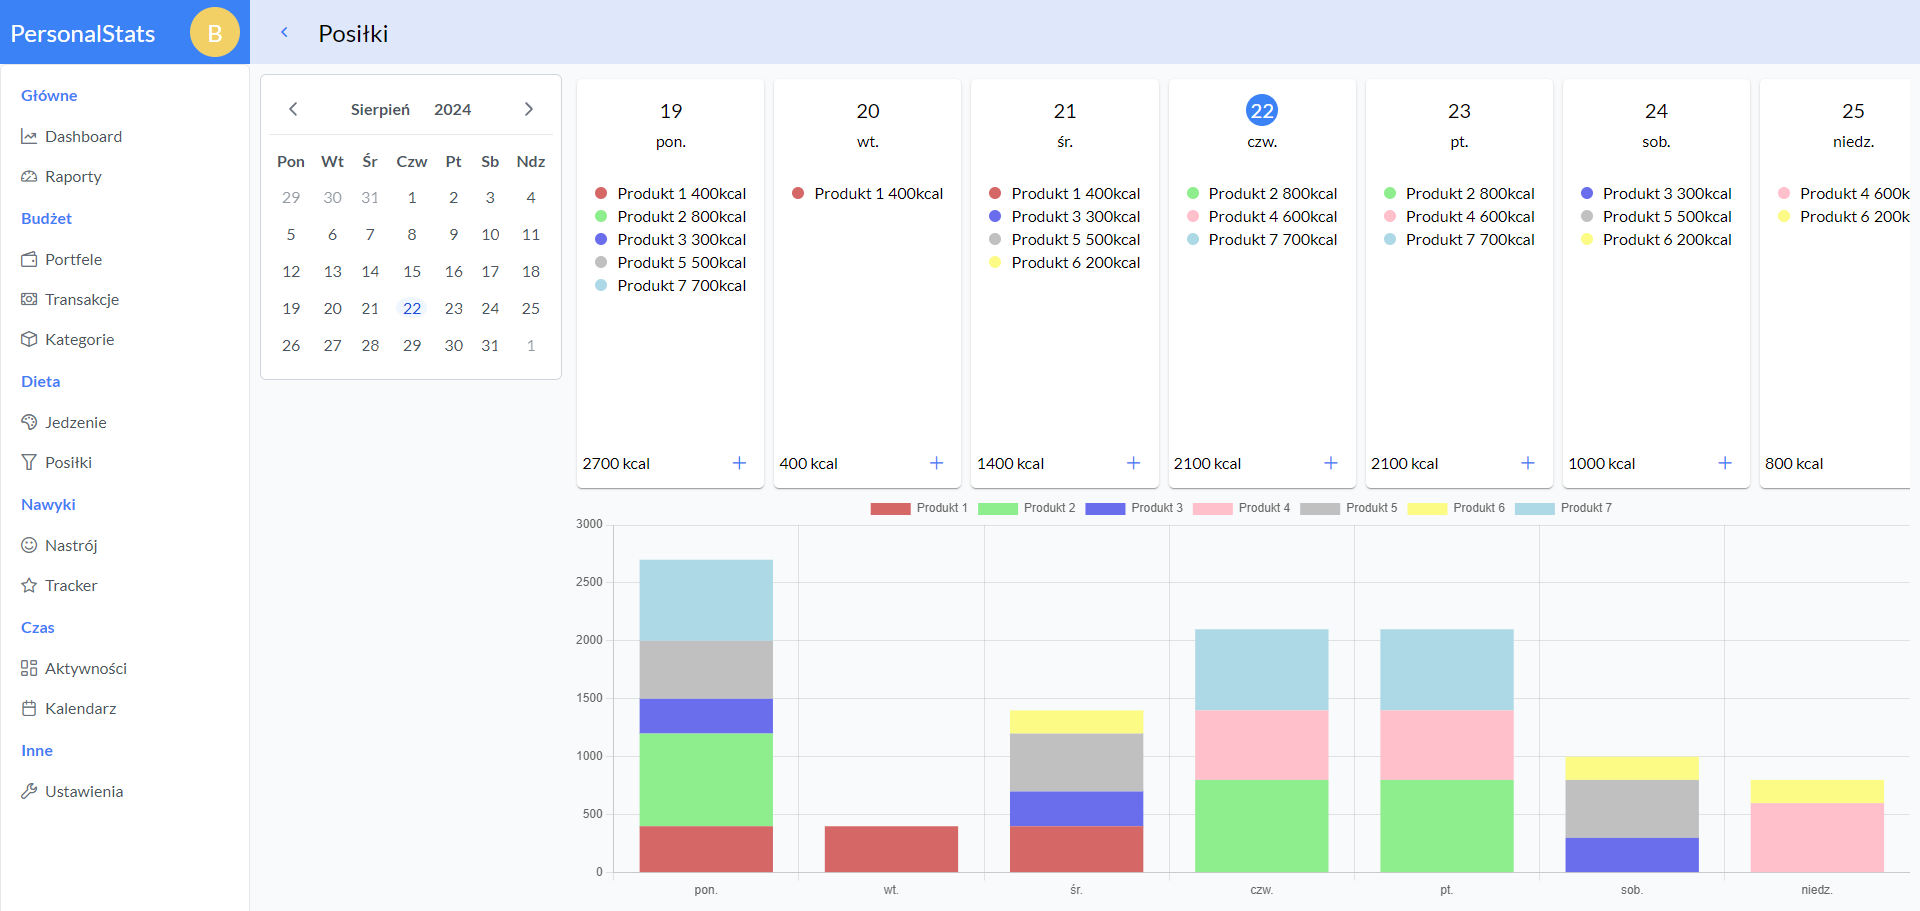 PersonalStats
B
Posiłki
Główne
Dashboard
Raporty
Budżet
Portfele
Transakcje
Kategorie
Dieta
Jedzenie
Posiłki
Nawyki
Nastrój
Tracker
Czas
Aktywności
Kalendarz
Inne
Ustawienia
Sierpień 2024
Pon Wt Śr Czw Pt Sb Ndz
29 30 31 1 2 3 4
5 6 7 8 9 10 11
12 13 14 15 16 17 18
19 20 21 22 23 24 25
26 27 28 29 30 31 1
19
pon.
Produkt 1 400kcal
Produkt 2 800kcal
Produkt 3 300kcal
Produkt 5 500kcal
Produkt 7 700kcal
2700 kcal
20
wt.
Produkt 1 400kcal
400 kcal
21
śr.
Produkt 1 400kcal
Produkt 3 300kcal
Produkt 5 500kcal
Produkt 6 200kcal
1400 kcal
22
czw.
Produkt 2 800kcal
Produkt 4 600kcal
Produkt 7 700kcal
2100 kcal
23
pt.
Produkt 2 800kcal
Produkt 4 600kcal
Produkt 7 700kcal
2100 kcal
24
sob.
Produkt 3 300kcal
Produkt 5 500kcal
Produkt 6 200kcal
1000 kcal
25
niedz.
Produkt 4 600k
Produkt 6 200k
800 kcal
Produkt 1 Produkt 2 Produkt 3 Produkt 4 Produkt 5 Produkt 6 Produkt 7
3000
2500
2000
1500
1000
500
0
pon. wt. śr. czw. pt. sob. niedz.